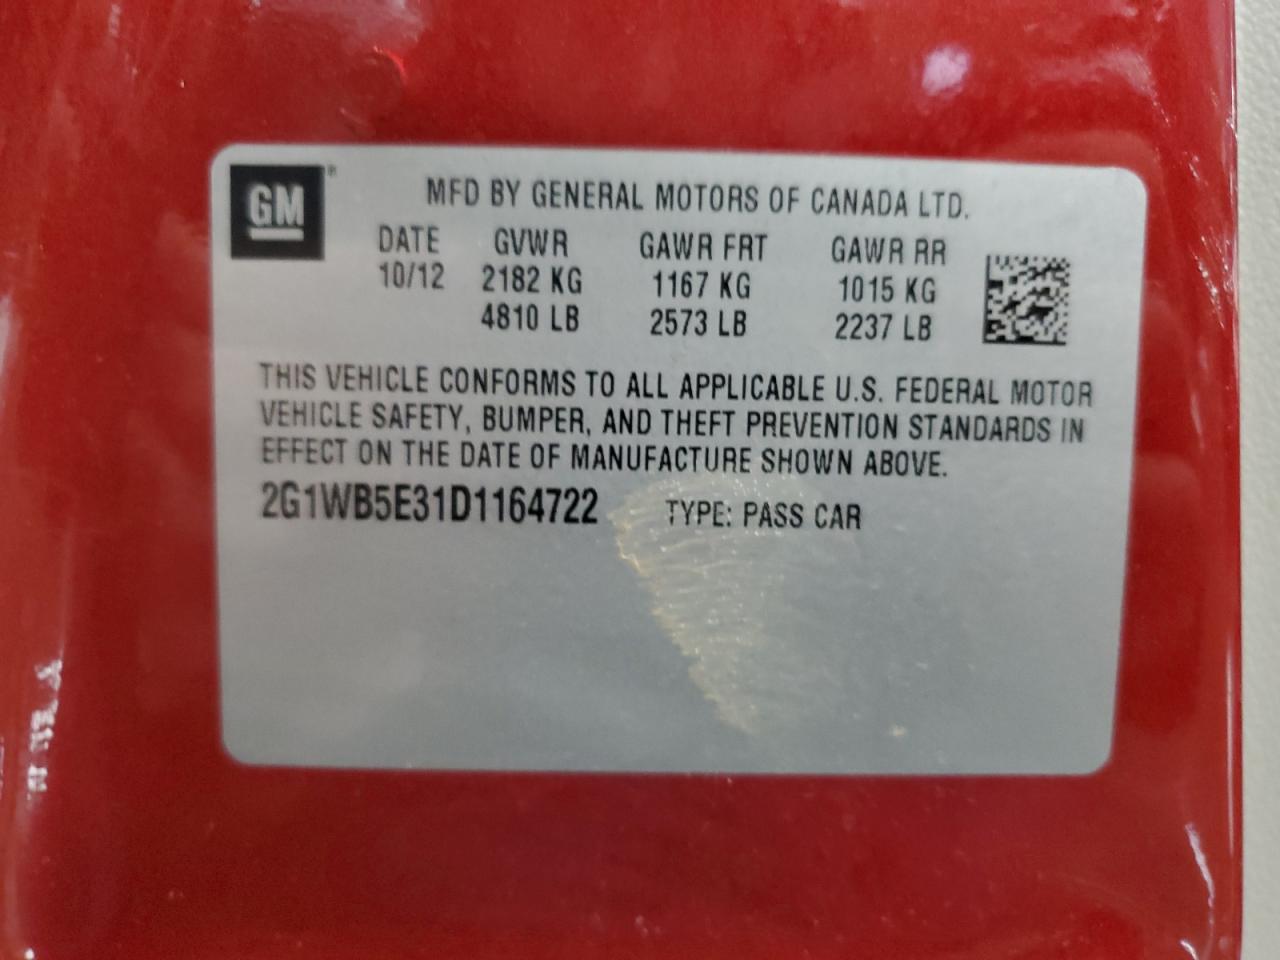 GM ®
MFD BY GENERAL MOTORS OF CANADA LTD.
DATE GVWR GAWR FRT GAWR RR
10/12 2182 KG 1167 KG 1015 KG
4810 LB 2573 LB 2237 LB
THIS VEHICLE CONFORMS TO ALL APPLICABLE U.S. FEDERAL MOTOR
VEHICLE SAFETY, BUMPER, AND THEFT PREVENTION STANDARDS IN
EFFECT ON THE DATE OF MANUFACTURE SHOWN ABOVE.
2G1WB5E31D1164722 TYPE: PASS CAR